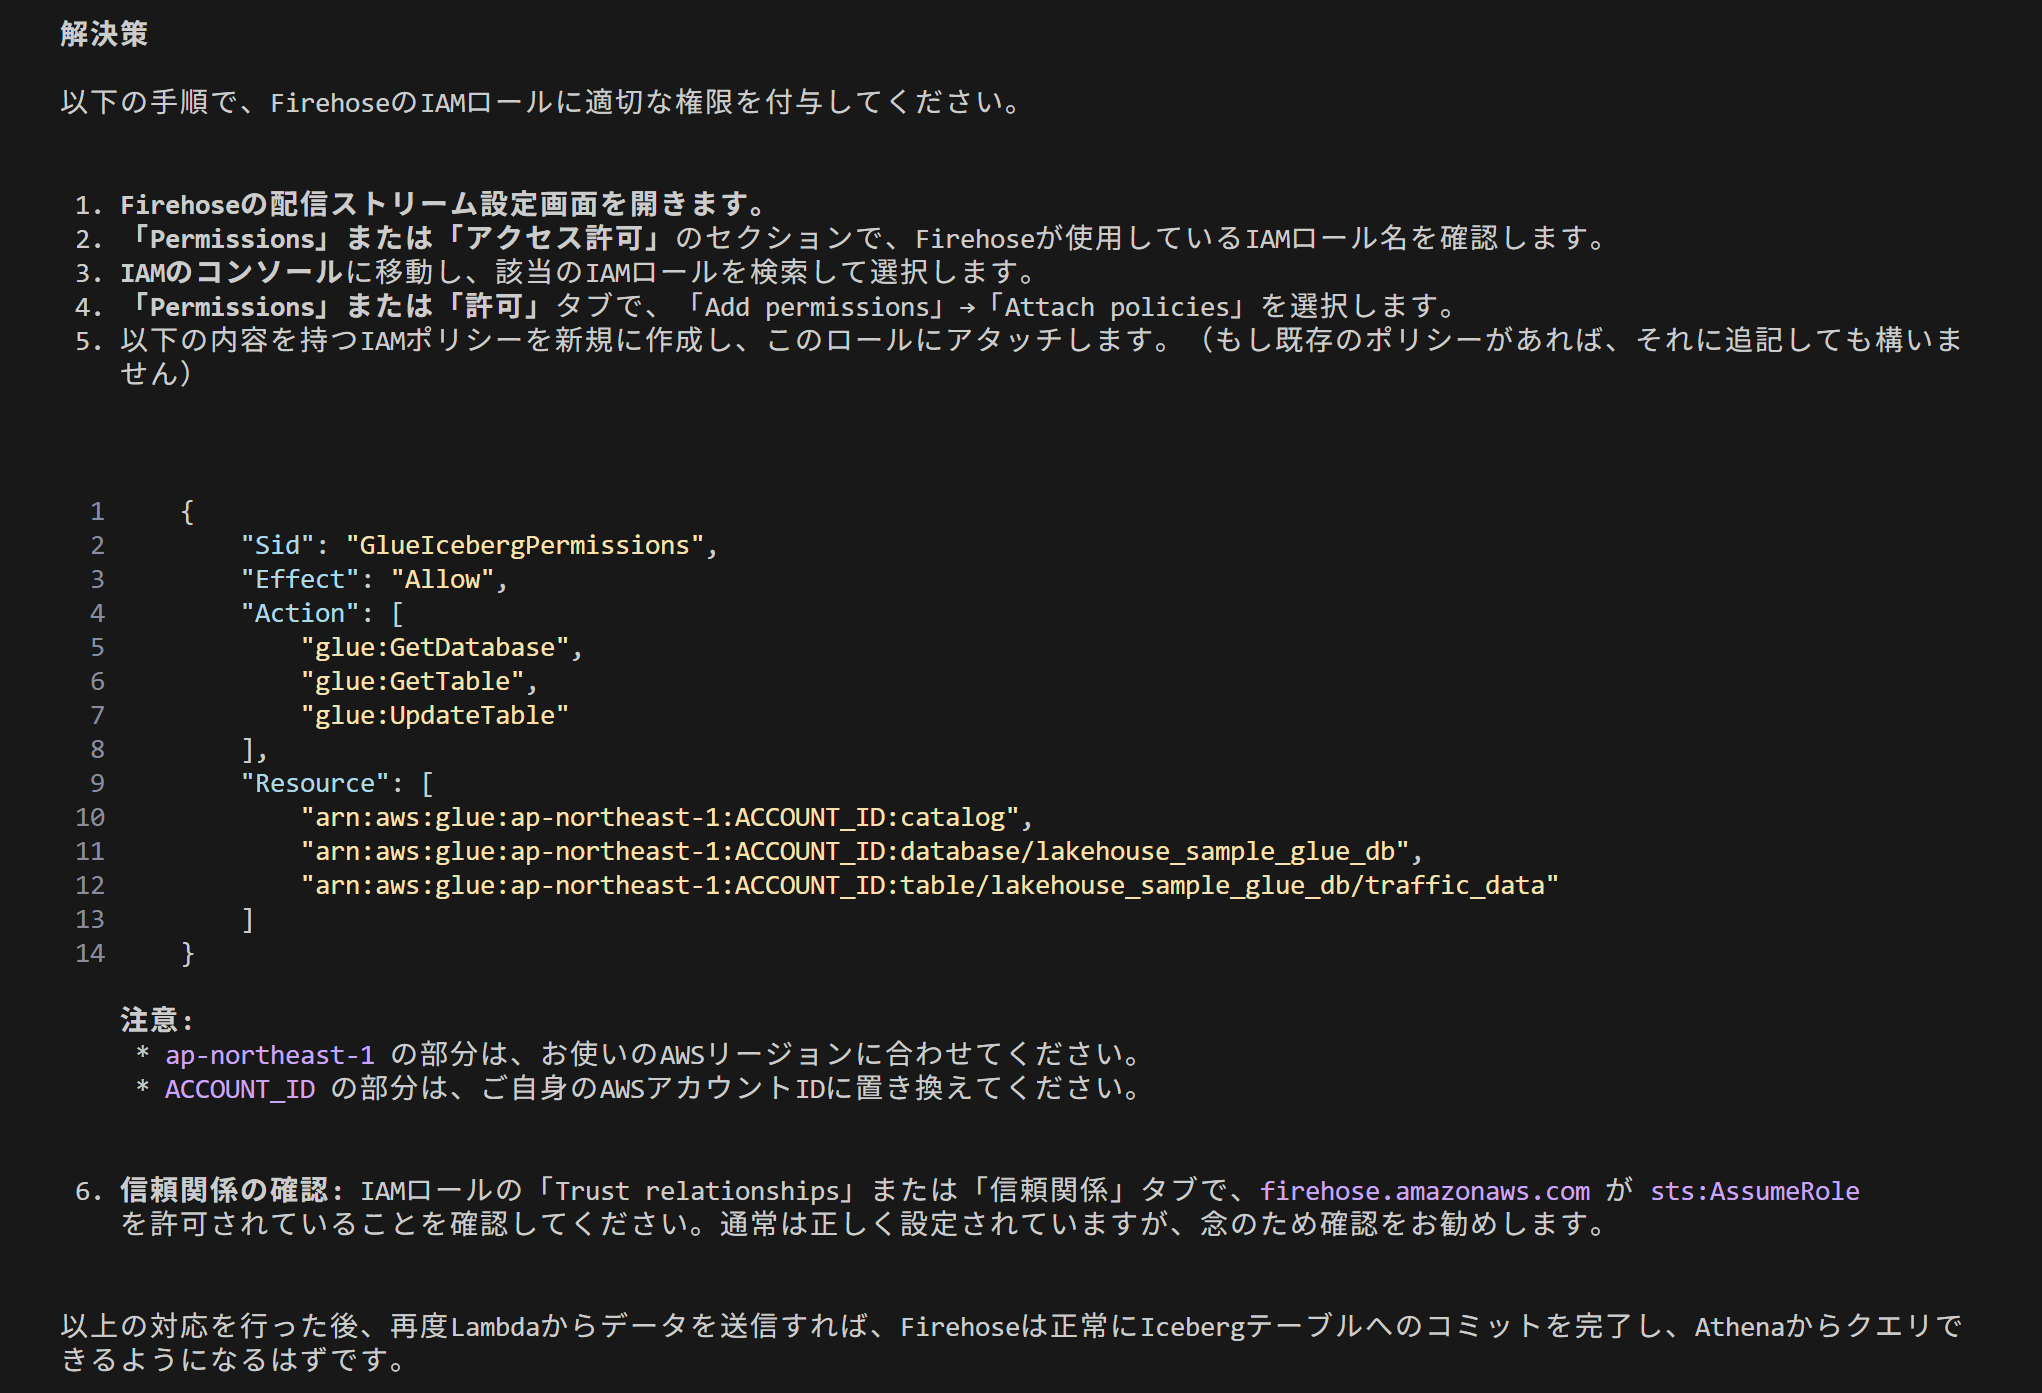 解決策
以下の手順で、FirehoseのIAMロールに適切な権限を付与してください。
1. Firehoseの配信ストリーム設定画面を開きます。
2. 「Permissions」または「アクセス許可」のセクションで、Firehoseが使用しているIAMロール名を確認します。
3. IAMのコンソールに移動し、該当のIAMロールを検索して選択します。
4. 「Permissions」または「許可」タブで、「Add permissions」→「Attach policies」を選択します。
5. 以下の内容を持つIAMポリシーを新規に作成し、このロールにアタッチします。（もし既存のポリシーがあれば、それに追記しても構いま
せん）
1 {
2 "Sid": "GlueIcebergPermissions",
3 "Effect": "Allow",
4 "Action": [
5 "glue:GetDatabase",
6 "glue:GetTable",
7 "glue:UpdateTable"
8 ],
9 "Resource": [
10 "arn:aws:glue:ap-northeast-1:ACCOUNT_ID:catalog",
11 "arn:aws:glue:ap-northeast-1:ACCOUNT_ID:database/lakehouse_sample_glue_db",
12 "arn:aws:glue:ap-northeast-1:ACCOUNT_ID:table/lakehouse_sample_glue_db/traffic_data"
13 ]
14 }
注意:
* ap-northeast-1 の部分は、お使いのAWSリージョンに合わせてください。
* ACCOUNT_ID の部分は、ご自身のAWSアカウントIDに置き換えてください。
6. 信頼関係の確認: IAMロールの「Trust relationships」または「信頼関係」タブで、firehose.amazonaws.com が sts:AssumeRole
を許可されていることを確認してください。通常は正しく設定されていますが、念のため確認をお勧めします。
以上の対応を行った後、再度Lambdaからデータを送信すれば、Firehoseは正常にIcebergテーブルへのコミットを完了し、Athenaからクエリで
きるようになるはずです。